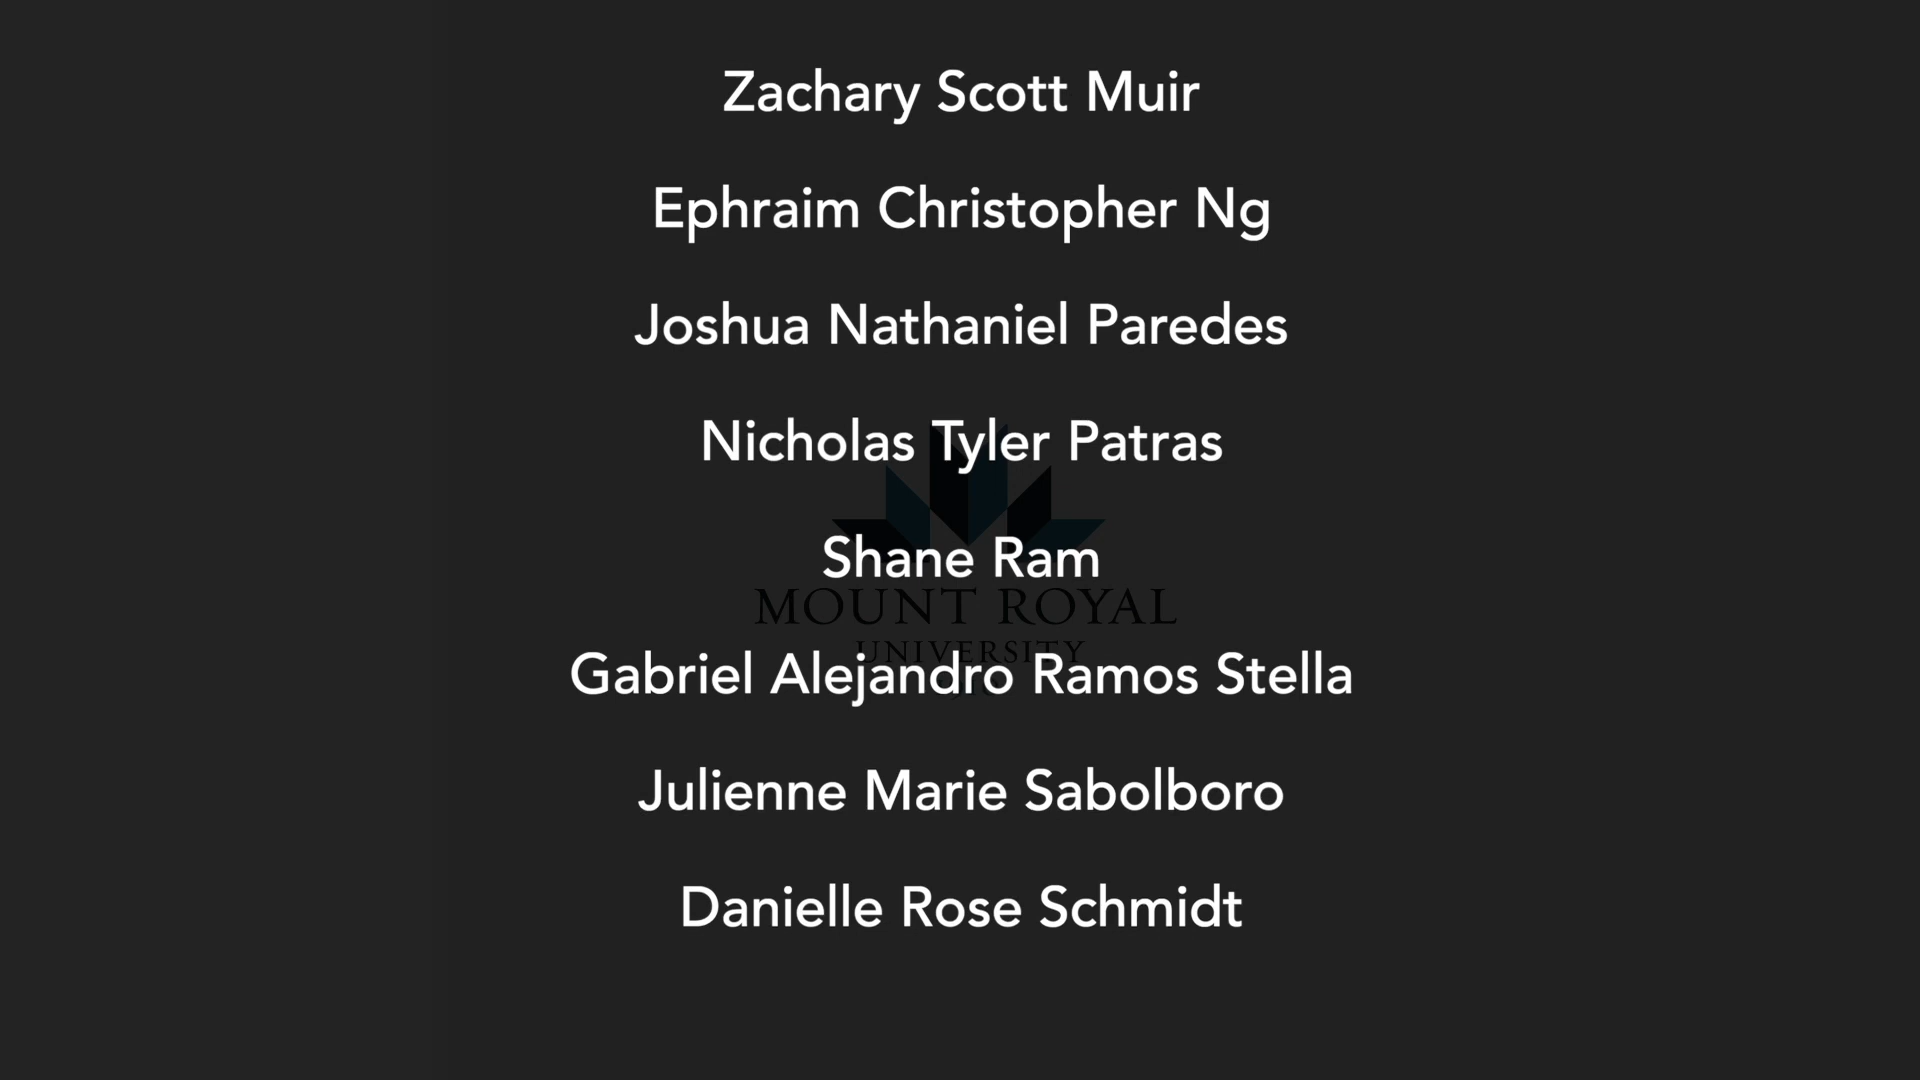 Zachary Scott Muir
Ephraim Christopher Ng
Joshua Nathaniel Paredes
Nicholas Tyler Patras
Shane Ram
MOUNT ROYAL
UNIVERSITY
Gabriel Alejandro Ramos Stella
Julienne Marie Sabolboro
Danielle Rose Schmidt